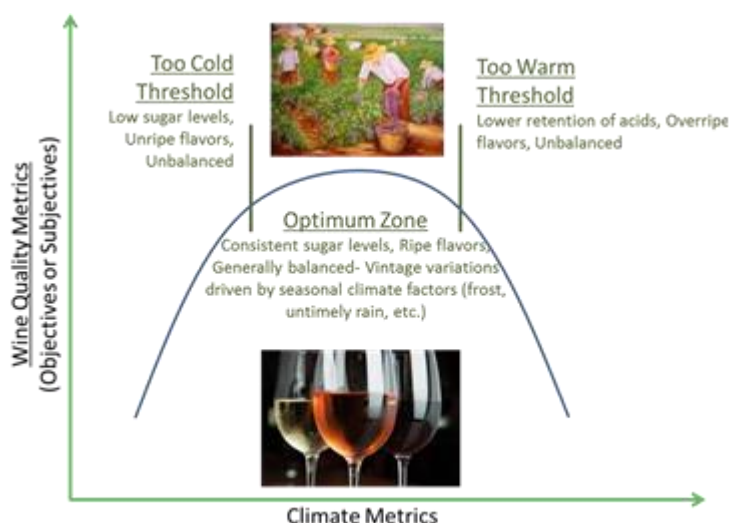 Too Cold
Threshold
Low sugar levels,
Unripe flavors,
Unbalanced
Too Warm
Threshold
Lower retention of acids, Overripe
flavors, Unbalanced
Optimum Zone
Consistent sugar levels, Ripe flavors,
Generally balanced- Vintage variations
driven by seasonal climate factors (frost,
untimely rain, etc.)
Wine Quality Metrics
(Objectives or Subjectives)
Climate Metrics